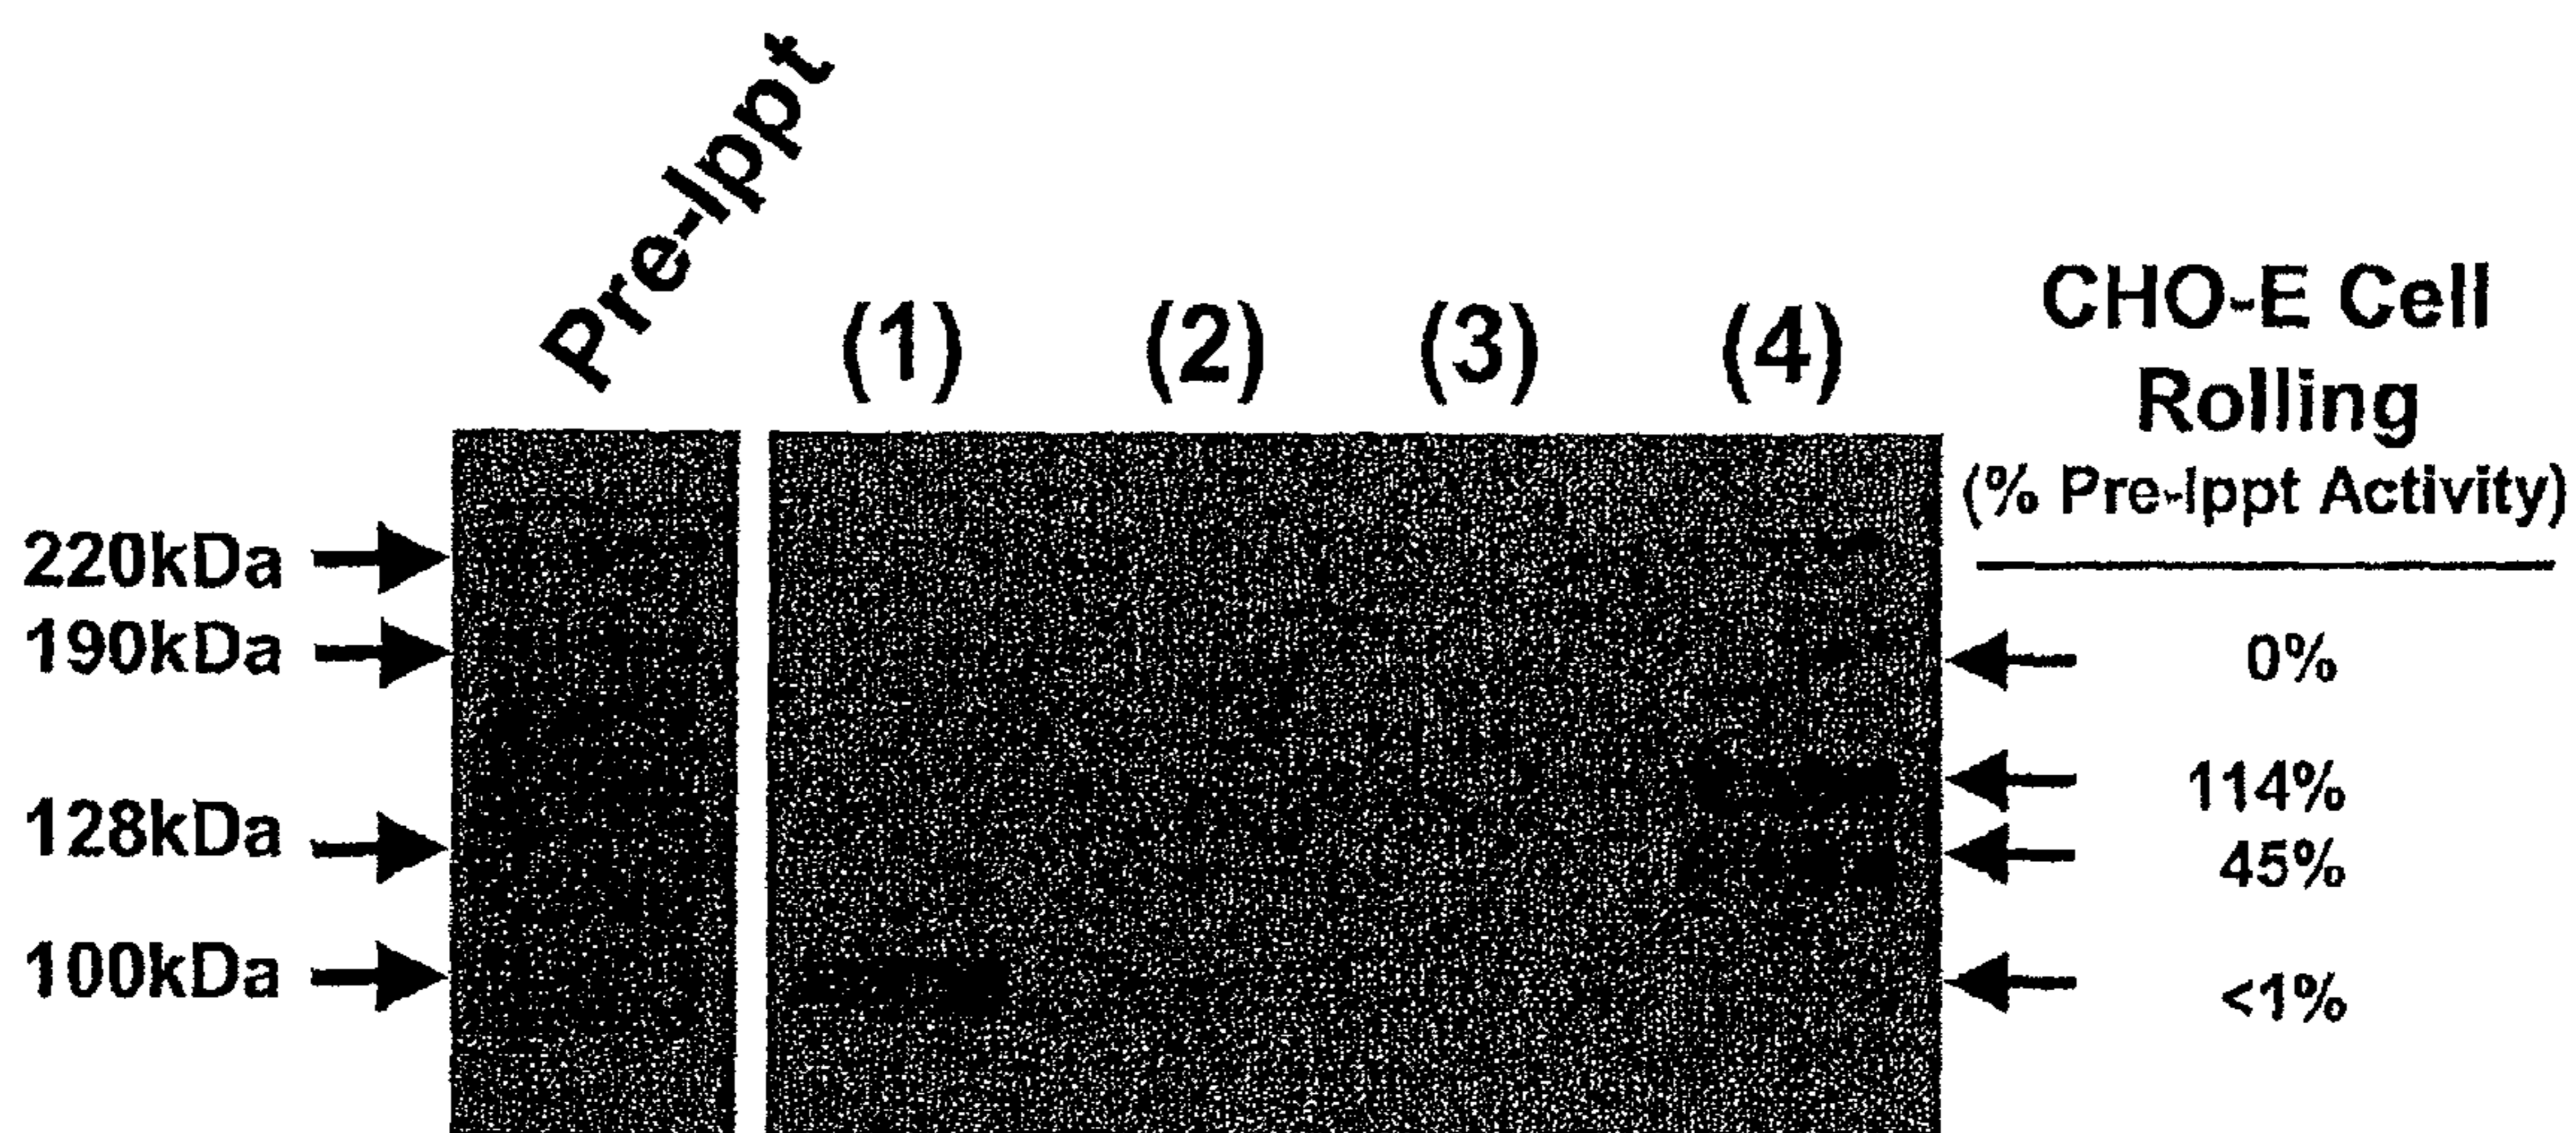 Pre-Ippt
(1) (2) (3) (4)
CHO-E Cell
Rolling
(% Pre-Ippt Activity)
220kDa
190kDa
128kDa
100kDa
0%
114%
45%
<1%